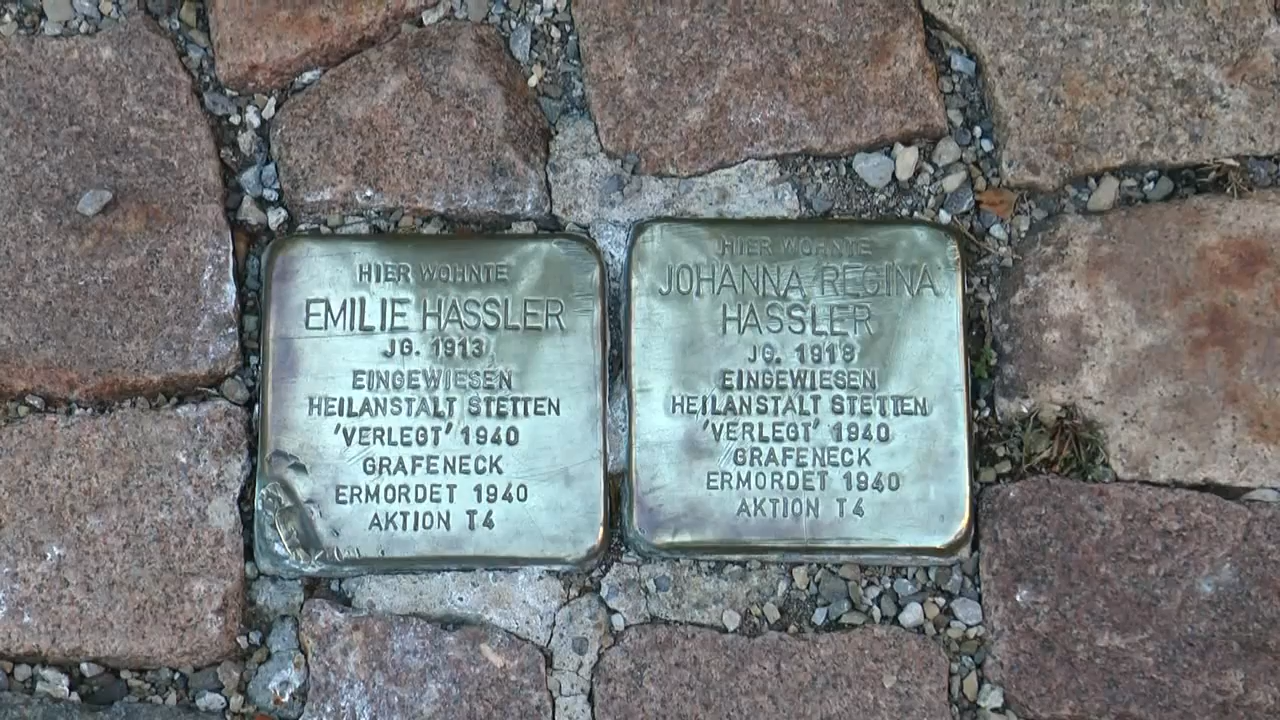 HIER WOHNTE
EMILIE HASSLER
JG. 1913
EINGEWIESEN
HEILANSTALT STETTEN
'VERLEGT' 1940
GRAFENECK
ERMORDET 1940
AKTION T4
HIER WOHNTE
JOHANNA REGINA
HASSLER
JG. 1918
EINGEWIESEN
HEILANSTALT STETTEN
'VERLEGT' 1940
GRAFENECK
ERMORDET 1940
AKTION T4